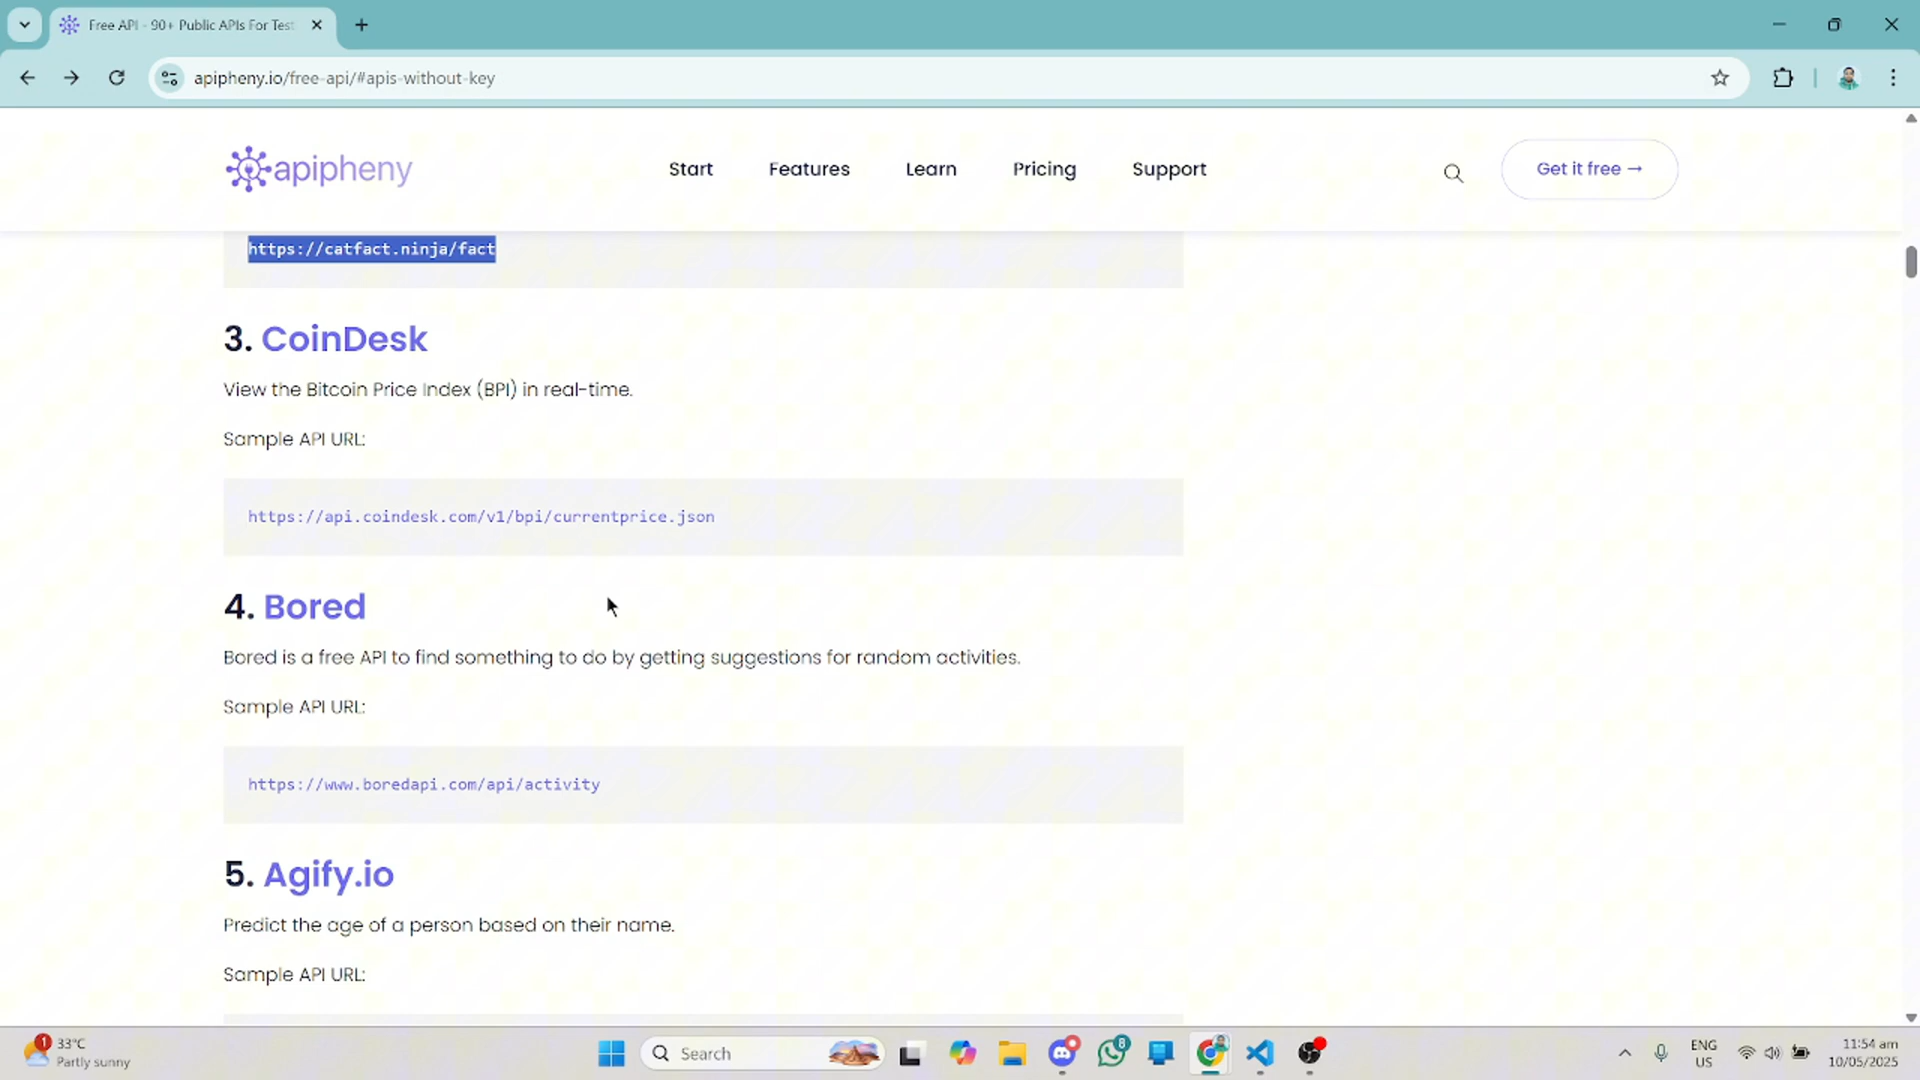 Free API - 90+ Public APIs For Test
apipheny.io/free-api/#apis-without-key
apipheny
Start
Features
Learn
Pricing
Support
Get it free →
https://catfact.ninja/fact
3. CoinDesk
View the Bitcoin Price Index (BPI) in real-time.
Sample API URL:
https://api.coindesk.com/v1/bpi/currentprice.json
4. Bored
Bored is a free API to find something to do by getting suggestions for random activities.
Sample API URL:
https://www.boredapi.com/api/activity
5. Agify.io
Predict the age of a person based on their name.
Sample API URL:
1
33°C
Partly sunny
Search
8
ENG
US
11:54 am
10/05/2025